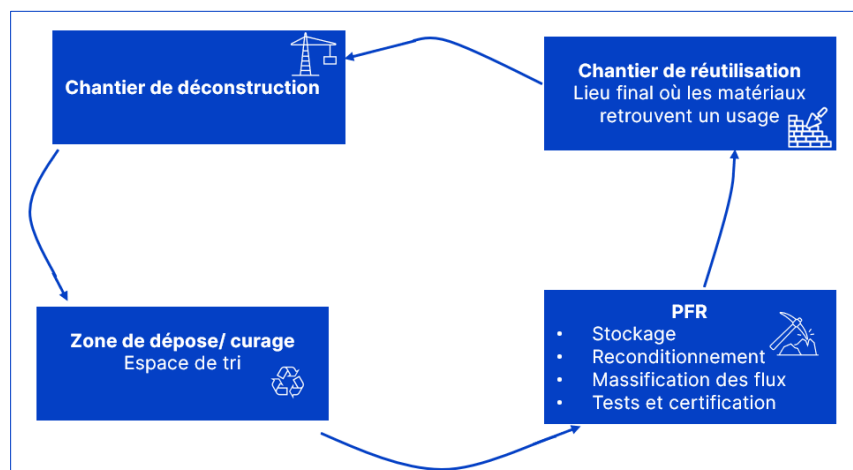 Chantier de déconstruction
Chantier de réutilisation
Lieu final où les matériaux
retrouvent un usage
Zone de dépose/ curage
Espace de tri
PFR
• Stockage
• Reconditionnement
• Massification des flux
• Tests et certification